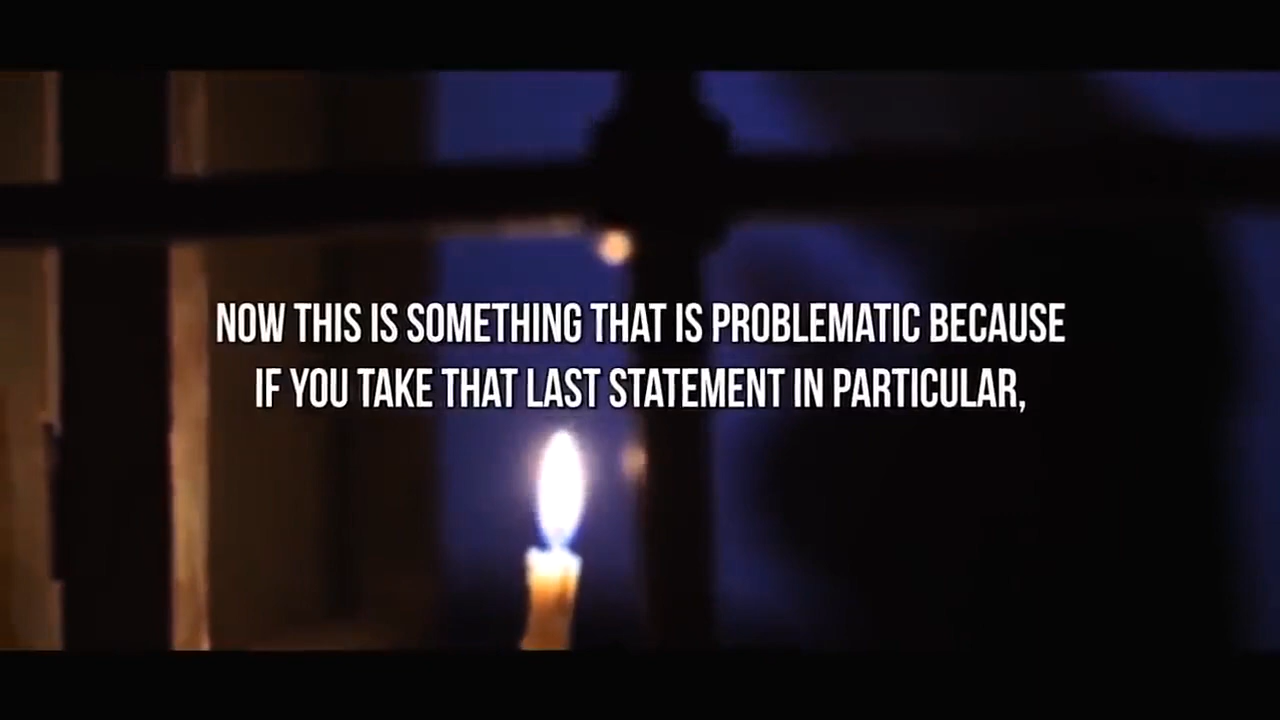 NOW THIS IS SOMETHING THAT IS PROBLEMATIC BECAUSE
IF YOU TAKE THAT LAST STATEMENT IN PARTICULAR,